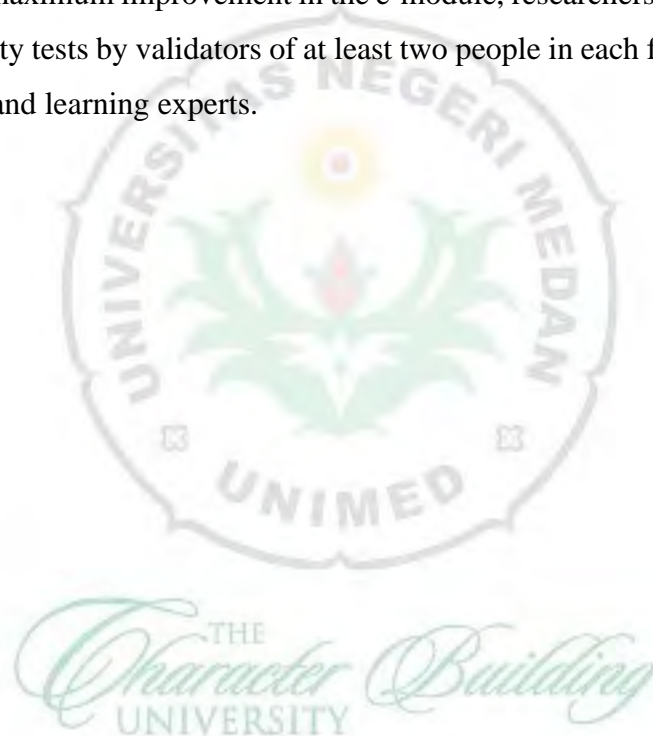 maximum improvement in the e-module, researchers
ty tests by validators of at least two people in each f
and learning experts.
UNIVERSITAS NEGERI MEDAN
UNIMED
THE
Character Building
UNIVERSITY